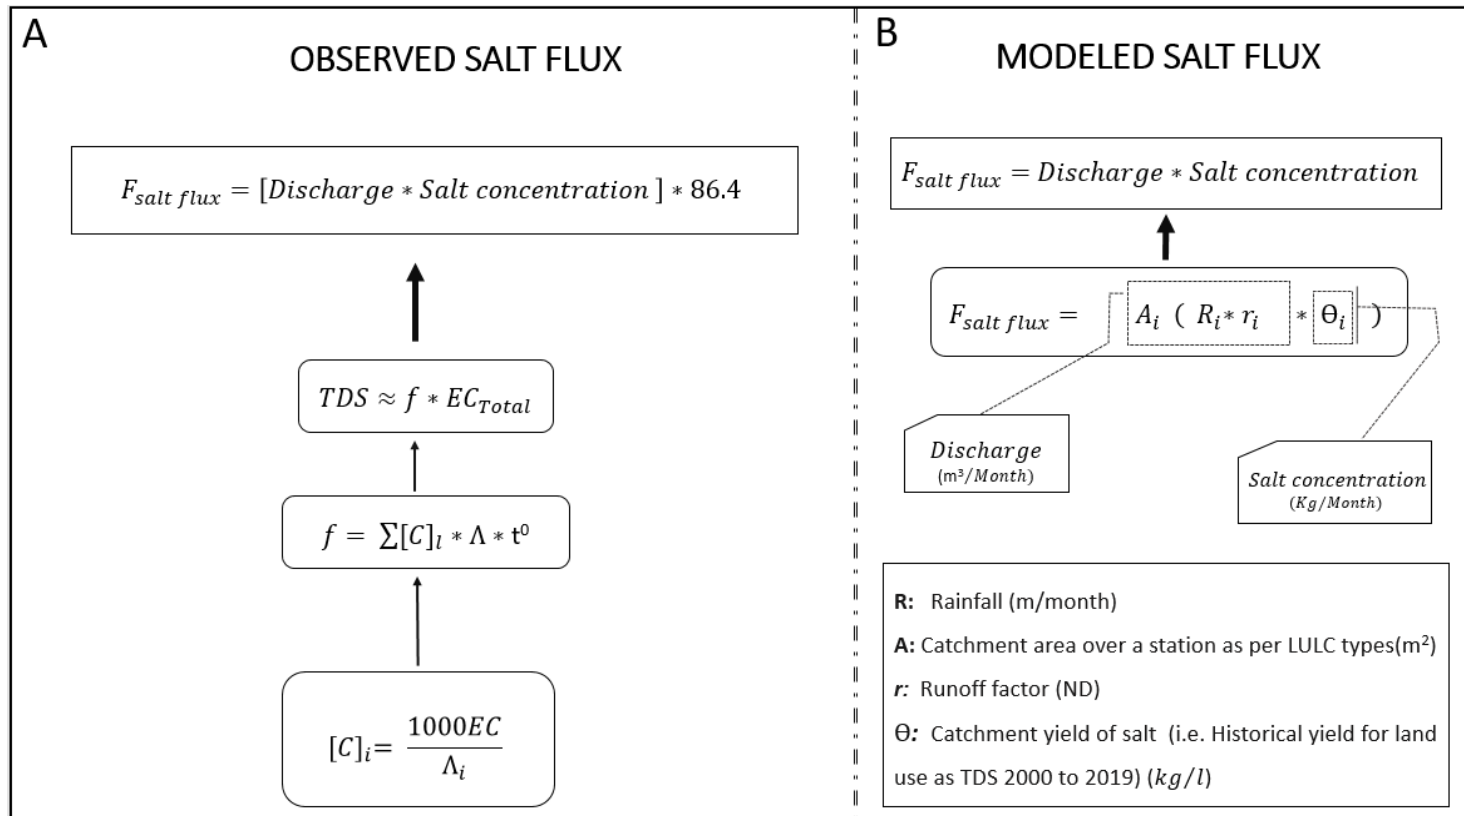 A
OBSERVED SALT FLUX
F_salt flux = [Discharge * Salt concentration ] * 86.4
TDS ≈ f * EC_Total
f = ∑[C]_l * Λ * t⁰
[C]_i = 1000EC / Λ_i
B
MODELED SALT FLUX
F_salt flux = Discharge * Salt concentration
F_salt flux = A_i ( R_i * r_i * Ɵ_i )
Discharge
(m³/Month)
Salt concentration
(Kg/Month)
R: Rainfall (m/month)
A: Catchment area over a station as per LULC types(m²)
r: Runoff factor (ND)
Ɵ: Catchment yield of salt (i.e. Historical yield for land
use as TDS 2000 to 2019) (kg/l)